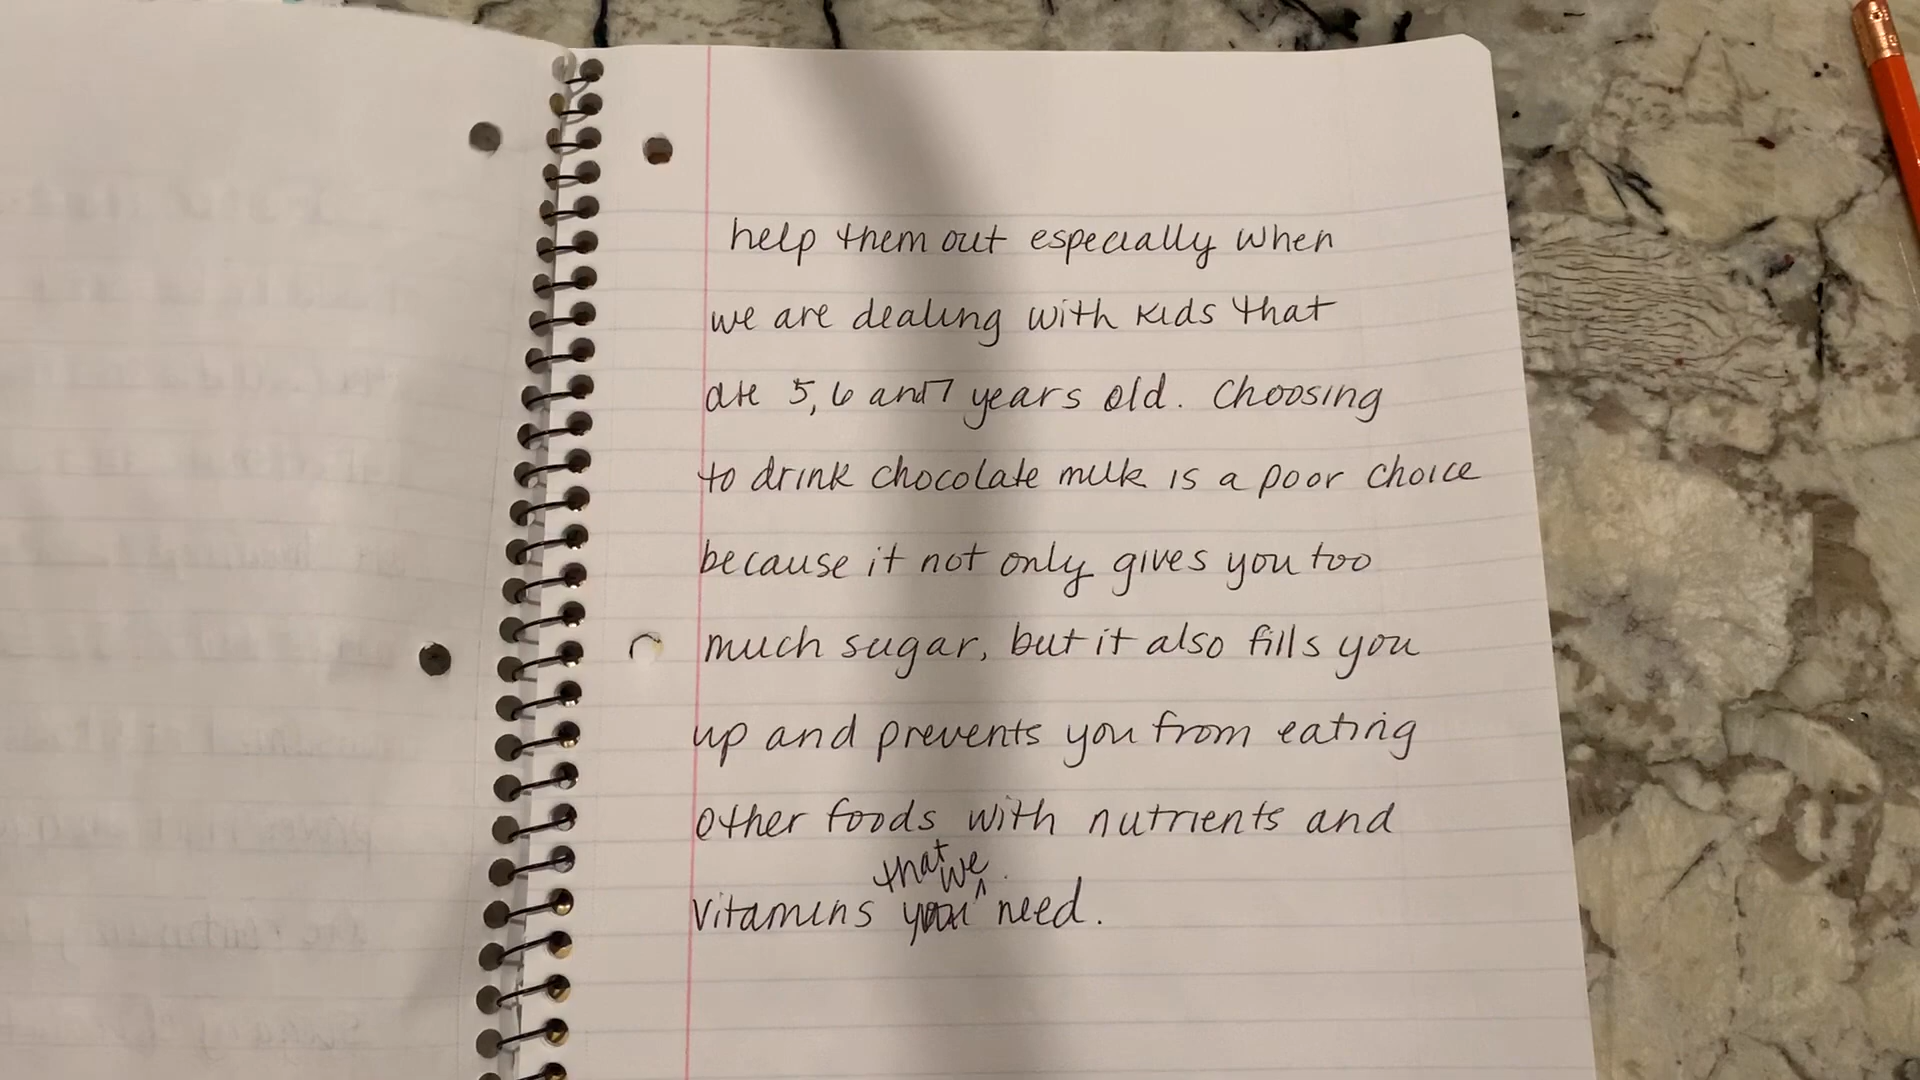 help them out especially when
we are dealing with kids that
are 5, 6 and 7 years old. Choosing
to drink chocolate milk is a poor choice
because it not only gives you too
much sugar, but it also fills you
up and prevents you from eating
other foods with nutrients and
that we
vitamins you ^ need.